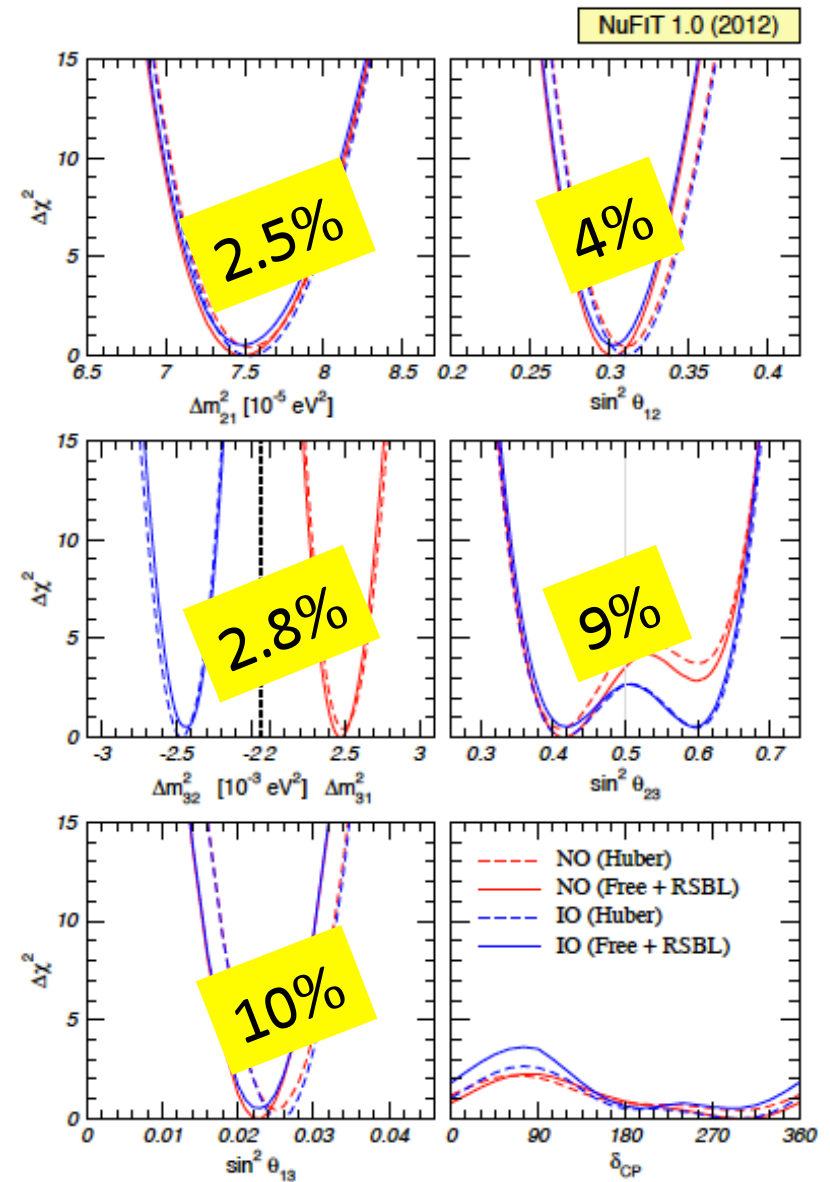 NuFIT 1.0 (2012)
15
10
5
0
Δχ²
2.5%
6.5 7 7.5 8 8.5
Δm²₂₁ [10⁻⁵ eV²]
4%
0.2 0.25 0.3 0.35 0.4
sin² θ₁₂
15
10
5
0
Δχ²
2.8%
-3 -2.5 -2 2 2.5 3
Δm²₃₂ [10⁻³ eV²] Δm²₃₁
9%
0.3 0.4 0.5 0.6 0.7
sin² θ₂₃
15
10
5
0
Δχ²
10%
0 0.01 0.02 0.03 0.04
sin² θ₁₃
NO (Huber)
NO (Free + RSBL)
IO (Huber)
IO (Free + RSBL)
0 90 180 270 360
δCP